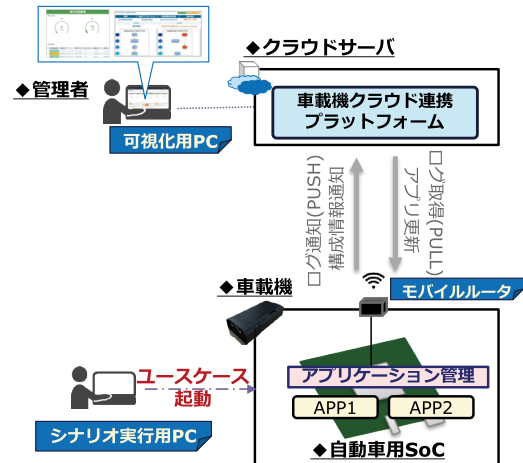 ◆クラウドサーバ
◆管理者
車載機クラウド連携
プラットフォーム
可視化用PC
ログ通知(PUSH)
構成情報通知
ログ取得(PULL)
アプリ更新
◆車載機
モバイルルータ
ユースケース
起動
アプリケーション管理
APP1
APP2
シナリオ実行用PC
◆自動車用SoC